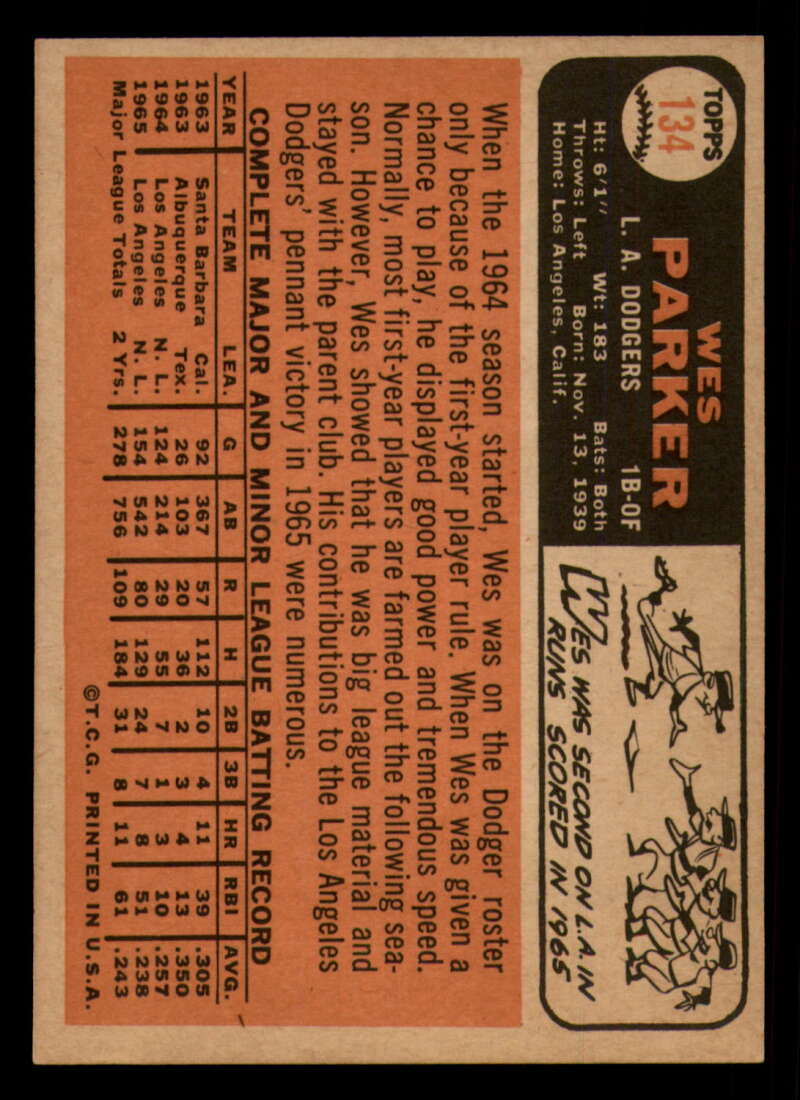 TOPPS
134
WES
PARKER
L. A. DODGERS 1B-OF
Ht: 6'1" Wt: 183 Bats: Both
Throws: Left Born: Nov. 13, 1939
Home: Los Angeles, Calif.
WES WAS SECOND ON L.A. IN
RUNS SCORED IN 1965
When the 1964 season started, Wes was on the Dodger roster
only because of the first-year player rule. When Wes was given a
chance to play, he displayed good power and tremendous speed.
Normally, most first-year players are farmed out the following sea-
son. However, Wes showed that he was big league material and
stayed with the parent club. His contributions to the Los Angeles
Dodgers' pennant victory in 1965 were numerous.
COMPLETE MAJOR AND MINOR LEAGUE BATTING RECORD
YEAR TEAM LEA. G AB R H 2B 3B HR RBI AVG.
1963 Santa Barbara Cal. 92 367 57 112 10 4 11 39 .305
1963 Albuquerque Tex. 26 103 20 36 2 3 4 13 .350
1964 Los Angeles N. L. 124 214 29 55 7 1 3 10 .257
1965 Los Angeles N. L. 154 542 80 129 24 7 8 51 .238
Major League Totals 2 Yrs. 278 756 109 184 31 8 11 61 .243
©T.C.G. PRINTED IN U.S.A.